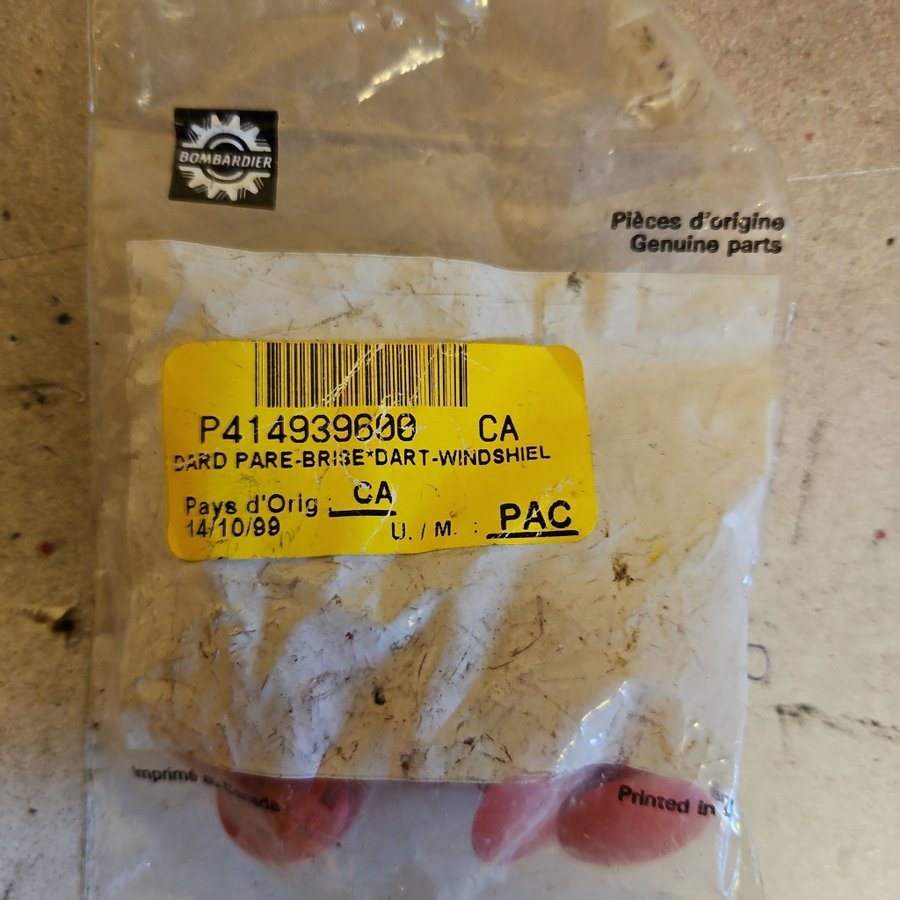 BOMBARDIER
Pièces d'origine
Genuine parts
P414939600 CA
DARD PARE-BRISE*DART-WINDSHIEL
Pays d'Orig. CA
14/10/99 U. / M. : PAC
Imprimé au Canada
Printed in